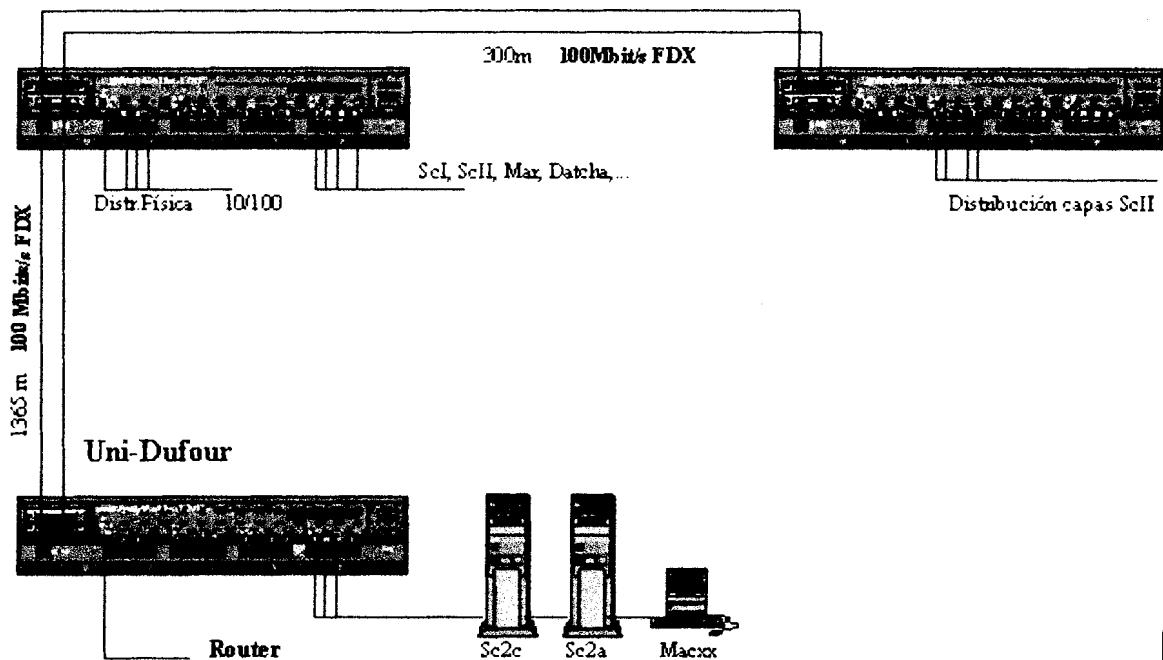 300m 100Mbit/s FDX
ScI, ScII, Mar, Datcha,...
Distr.Física 10/100
Distribución capas ScII
1365 m 100 Mbit/s FDX
Uni-Dufour
Router
Sc2c
Sc2a
Macxx